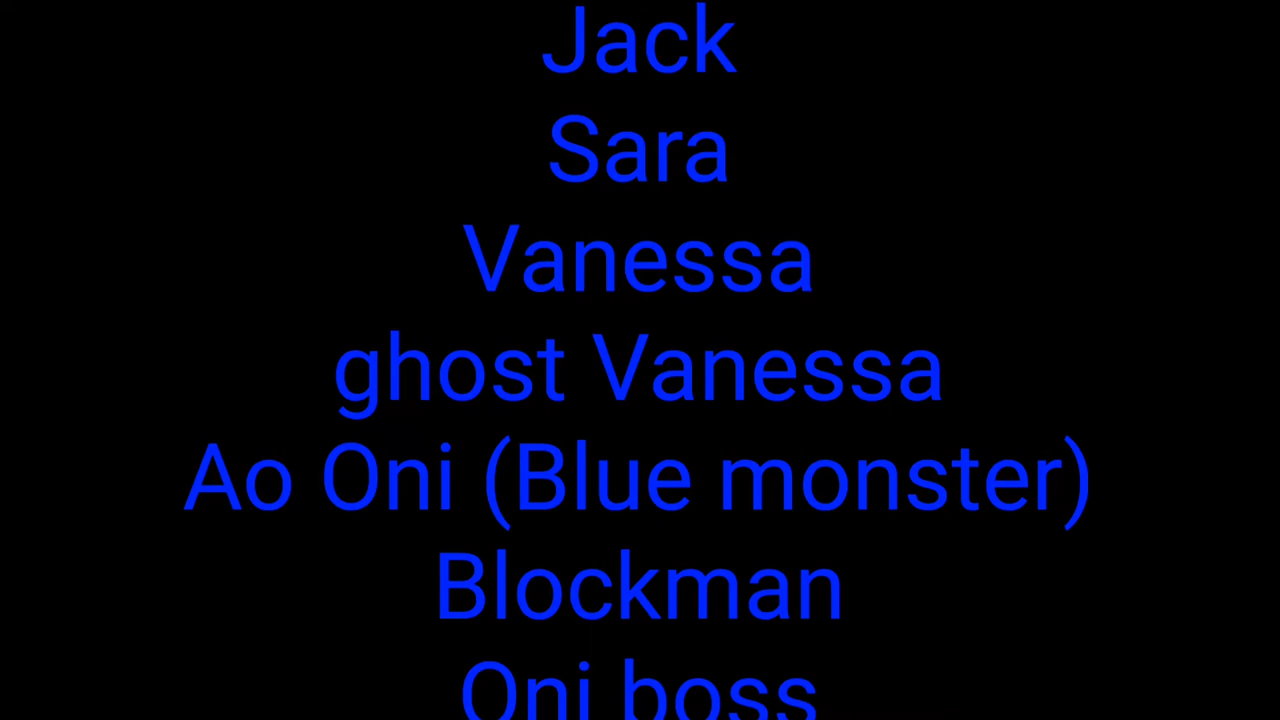 Jack
Sara
Vanessa
ghost Vanessa
Ao Oni (Blue monster)
Blockman
Oni boss